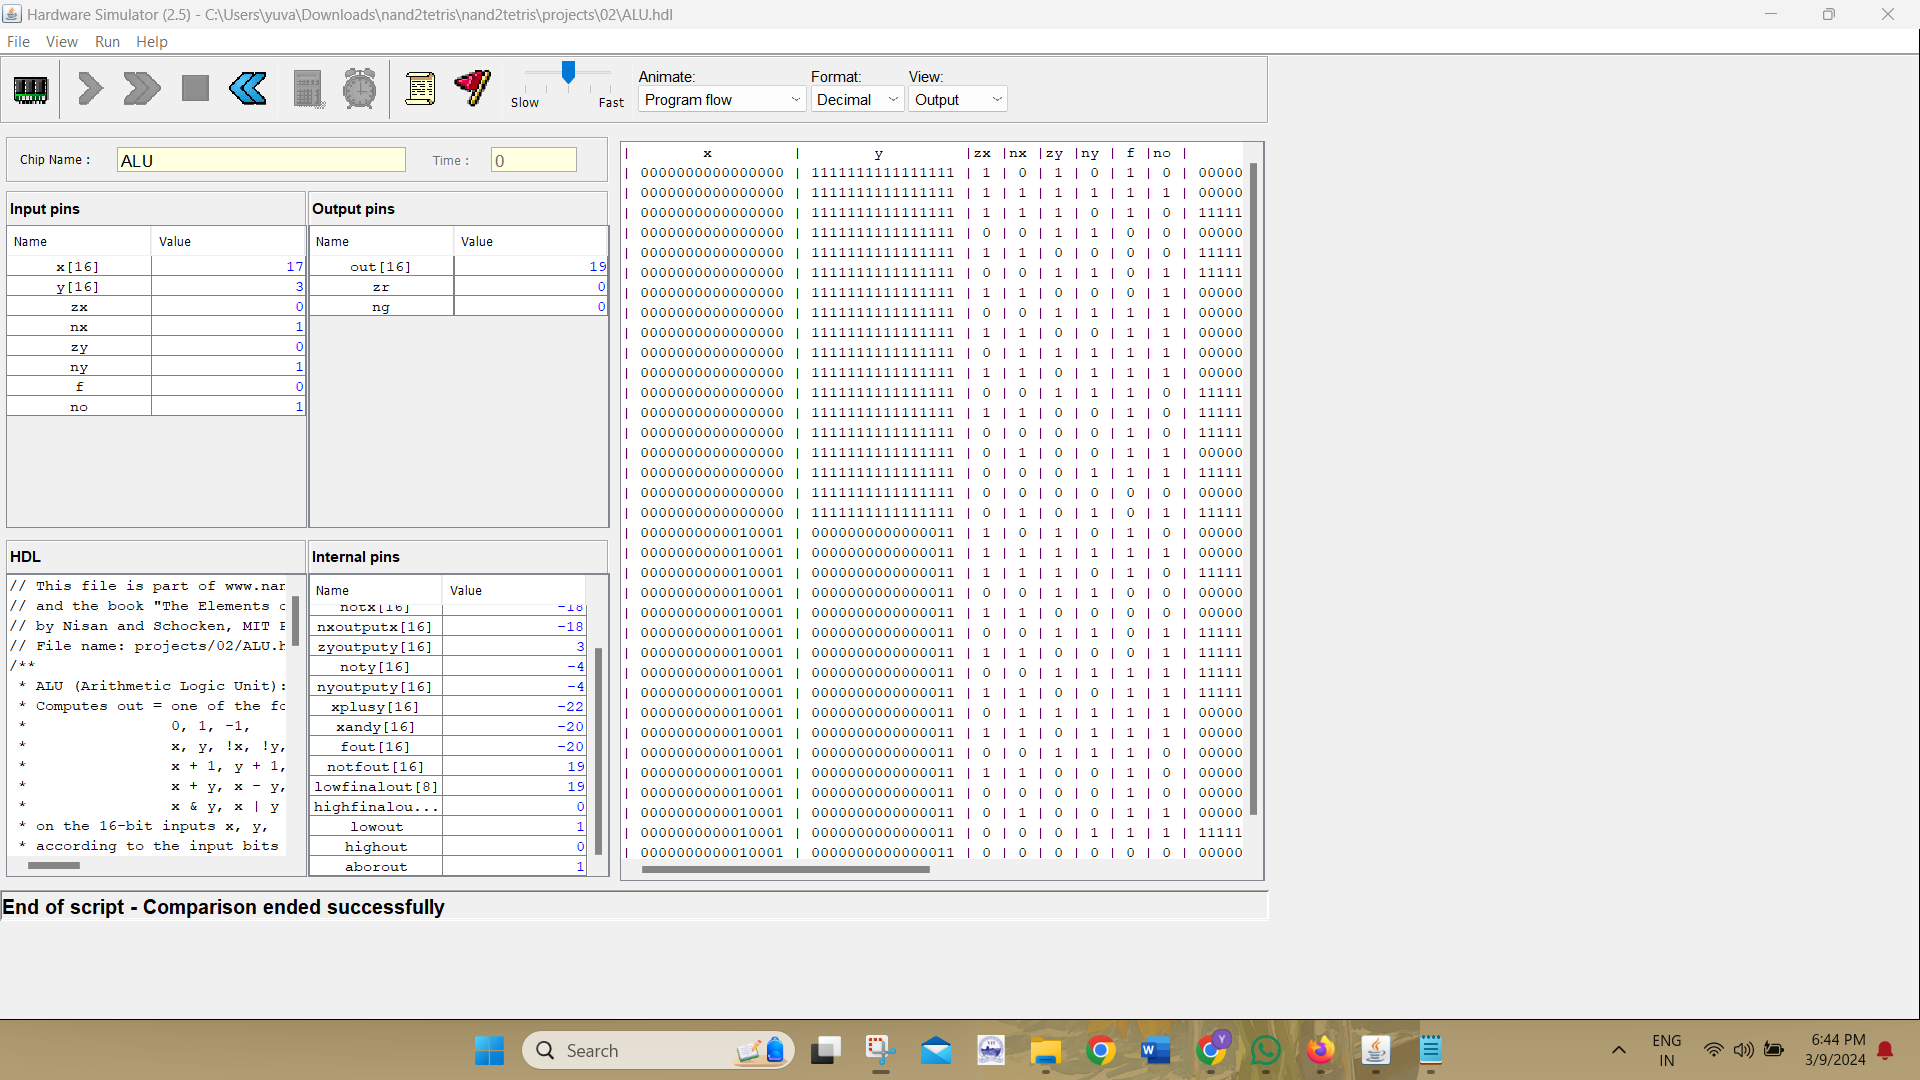 Hardware Simulator (2.5) - C:\Users\yuva\Downloads\nand2tetris\nand2tetris\projects\02\ALU.hdl
File View Run Help
Slow Fast
Animate: Format: View:
Program flow Decimal Output
Chip Name : ALU Time : 0
Input pins
Name Value
x[16] 17
y[16] 3
zx 0
nx 1
zy 0
ny 1
f 0
no 1
Output pins
Name Value
out[16] 19
zr 0
ng 0
HDL
// This file is part of www.nan
// and the book "The Elements o
// by Nisan and Schocken, MIT P
// File name: projects/02/ALU.h
/**
* ALU (Arithmetic Logic Unit):
* Computes out = one of the fo
* 0, 1, -1,
* x, y, !x, !y,
* x + 1, y + 1,
* x + y, x - y,
* x & y, x | y
* on the 16-bit inputs x, y,
* according to the input bits
Internal pins
Name Value
notx[16] -18
nxoutputx[16] -18
zyoutputy[16] 3
noty[16] -4
nyoutputy[16] -4
xplusy[16] -22
xandy[16] -20
fout[16] -20
notfout[16] 19
lowfinalout[8] 19
highfinalou... 0
lowout 1
highout 0
aborout 1
| x | y |zx |nx |zy |ny | f |no |
| 0000000000000000 | 1111111111111111 | 1 | 0 | 1 | 0 | 1 | 0 | 00000
| 0000000000000000 | 1111111111111111 | 1 | 1 | 1 | 1 | 1 | 1 | 00000
| 0000000000000000 | 1111111111111111 | 1 | 1 | 1 | 0 | 1 | 0 | 11111
| 0000000000000000 | 1111111111111111 | 0 | 0 | 1 | 1 | 0 | 0 | 00000
| 0000000000000000 | 1111111111111111 | 1 | 1 | 0 | 0 | 0 | 0 | 11111
| 0000000000000000 | 1111111111111111 | 0 | 0 | 1 | 1 | 0 | 1 | 11111
| 0000000000000000 | 1111111111111111 | 1 | 1 | 0 | 0 | 0 | 1 | 00000
| 0000000000000000 | 1111111111111111 | 0 | 0 | 1 | 1 | 1 | 1 | 00000
| 0000000000000000 | 1111111111111111 | 1 | 1 | 0 | 0 | 1 | 1 | 00000
| 0000000000000000 | 1111111111111111 | 0 | 1 | 1 | 1 | 1 | 1 | 00000
| 0000000000000000 | 1111111111111111 | 1 | 1 | 0 | 1 | 1 | 1 | 00000
| 0000000000000000 | 1111111111111111 | 0 | 0 | 1 | 1 | 1 | 0 | 11111
| 0000000000000000 | 1111111111111111 | 1 | 1 | 0 | 0 | 1 | 0 | 11111
| 0000000000000000 | 1111111111111111 | 0 | 0 | 0 | 0 | 1 | 0 | 11111
| 0000000000000000 | 1111111111111111 | 0 | 1 | 0 | 0 | 1 | 1 | 00000
| 0000000000000000 | 1111111111111111 | 0 | 0 | 0 | 1 | 1 | 1 | 11111
| 0000000000000000 | 1111111111111111 | 0 | 0 | 0 | 0 | 0 | 0 | 00000
| 0000000000000000 | 1111111111111111 | 0 | 1 | 0 | 1 | 0 | 1 | 11111
| 0000000000010001 | 0000000000000011 | 1 | 0 | 1 | 0 | 1 | 0 | 00000
| 0000000000010001 | 0000000000000011 | 1 | 1 | 1 | 1 | 1 | 1 | 00000
| 0000000000010001 | 0000000000000011 | 1 | 1 | 1 | 0 | 1 | 0 | 11111
| 0000000000010001 | 0000000000000011 | 0 | 0 | 1 | 1 | 0 | 0 | 00000
| 0000000000010001 | 0000000000000011 | 1 | 1 | 0 | 0 | 0 | 0 | 00000
| 0000000000010001 | 0000000000000011 | 0 | 0 | 1 | 1 | 0 | 1 | 11111
| 0000000000010001 | 0000000000000011 | 1 | 1 | 0 | 0 | 0 | 1 | 11111
| 0000000000010001 | 0000000000000011 | 0 | 0 | 1 | 1 | 1 | 1 | 11111
| 0000000000010001 | 0000000000000011 | 1 | 1 | 0 | 0 | 1 | 1 | 11111
| 0000000000010001 | 0000000000000011 | 0 | 1 | 1 | 1 | 1 | 1 | 00000
| 0000000000010001 | 0000000000000011 | 1 | 1 | 0 | 1 | 1 | 1 | 00000
| 0000000000010001 | 0000000000000011 | 0 | 0 | 1 | 1 | 1 | 0 | 00000
| 0000000000010001 | 0000000000000011 | 1 | 1 | 0 | 0 | 1 | 0 | 00000
| 0000000000010001 | 0000000000000011 | 0 | 0 | 0 | 0 | 1 | 0 | 00000
| 0000000000010001 | 0000000000000011 | 0 | 1 | 0 | 0 | 1 | 1 | 00000
| 0000000000010001 | 0000000000000011 | 0 | 0 | 0 | 1 | 1 | 1 | 11111
| 0000000000010001 | 0000000000000011 | 0 | 0 | 0 | 0 | 0 | 0 | 00000
End of script - Comparison ended successfully
Search
ENG
IN
6:44 PM
3/9/2024